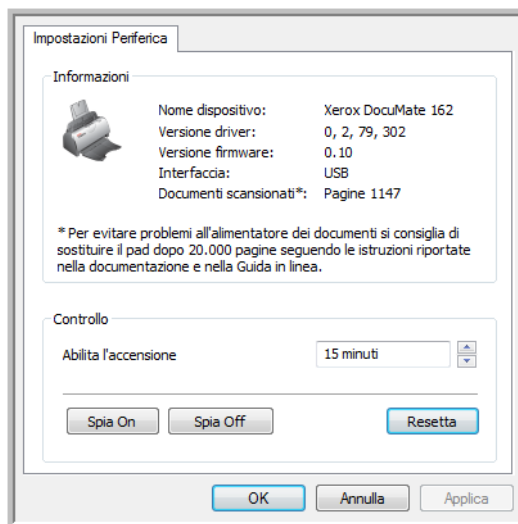 Impostazioni Periferica
Informazioni
Nome dispositivo: Xerox DocuMate 162
Versione driver: 0, 2, 79, 302
Versione firmware: 0.10
Interfaccia: USB
Documenti scansionati*: Pagine 1147
* Per evitare problemi all'alimentatore dei documenti si consiglia di
sostituire il pad dopo 20.000 pagine seguendo le istruzioni riportate
nella documentazione e nella Guida in linea.
Controllo
Abilita l'accensione 15 minuti
Spia On Spia Off Resetta
OK Annulla Applica